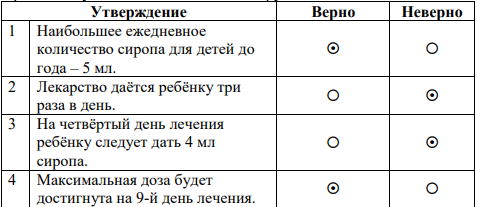 Утверждение Верно Неверно
1 Наибольшее ежедневное
количество сиропа для детей до
года – 5 мл.
2 Лекарство даётся ребёнку три
раза в день.
3 На четвёртый день лечения
ребёнку следует дать 4 мл
сиропа.
4 Максимальная доза будет
достигнута на 9-й день лечения.